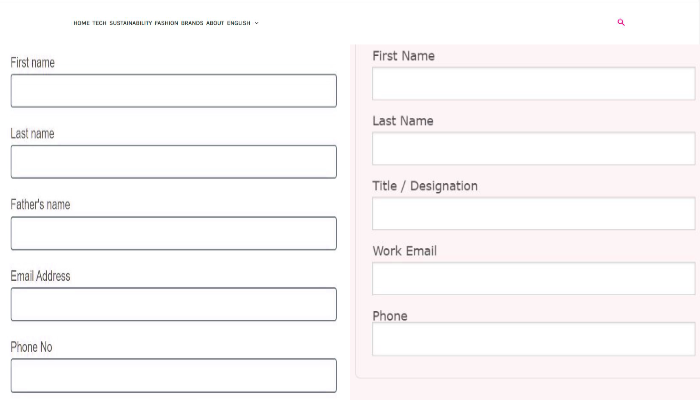 HOME TECH SUSTAINABILITY FASHION BRANDS ABOUT ENGLISH
First name
Last name
Father's name
Email Address
Phone No
First Name
Last Name
Title / Designation
Work Email
Phone